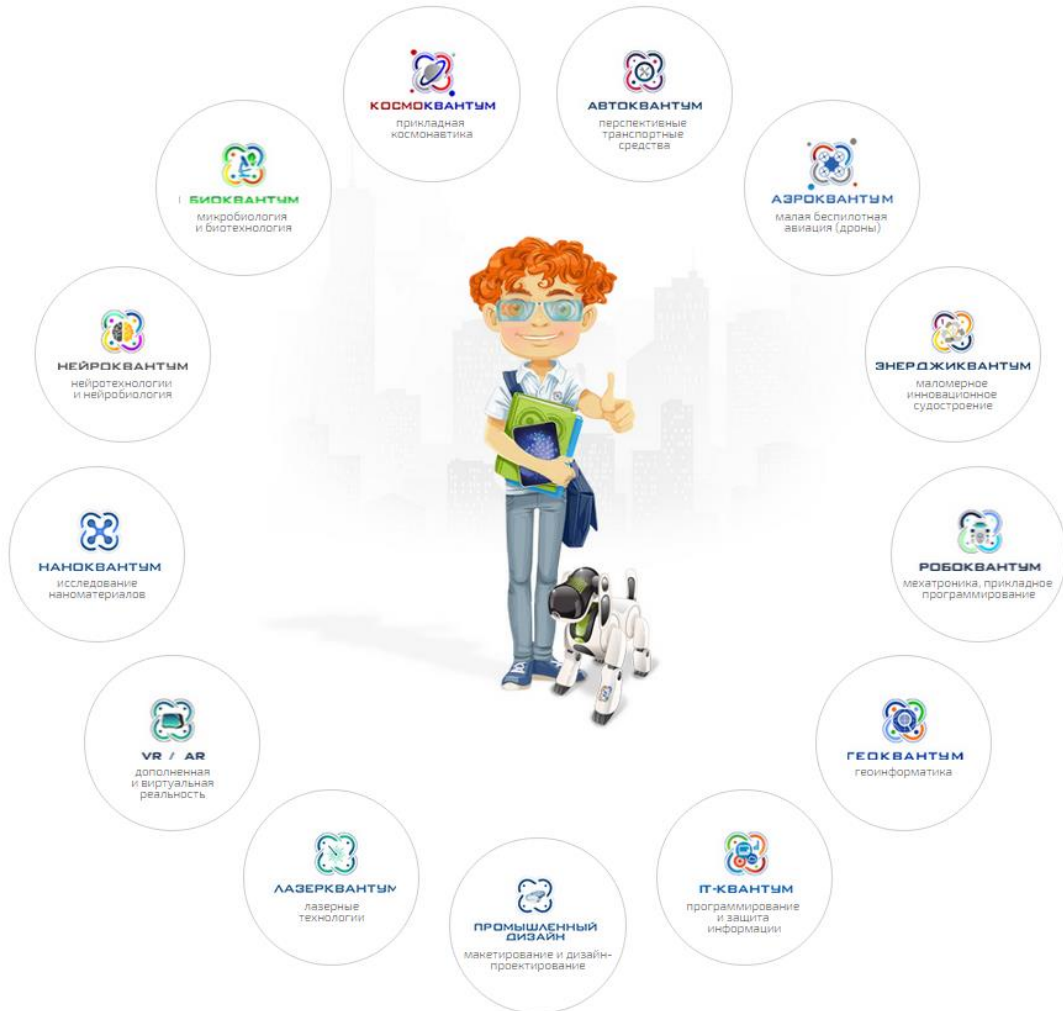 КОСМОКВАНТУМ
прикладная
космонавтика
АВТОКВАНТУМ
перспективные
транспортные
средства
БИОКВАНТУМ
микробиология
и биотехнология
АЭРОКВАНТУМ
малая беспилотная
авиация (дроны)
НЕЙРОКВАНТУМ
нейротехнологии
и нейробиология
ЭНЕРДЖИКВАНТУМ
маломерное
инновационное
судостроение
НАНОКВАНТУМ
исследование
наноматериалов
РОБОКВАНТУМ
мехатроника, прикладное
программирование
VR / AR
дополненная
и виртуальная
реальность
ГЕОКВАНТУМ
геоинформатика
ЛАЗЕРКВАНТУМ
лазерные
технологии
ПРОМЫШЛЕННЫЙ
ДИЗАЙН
макетирование и дизайн-
проектирование
IT-КВАНТУМ
программирование
и защита
информации